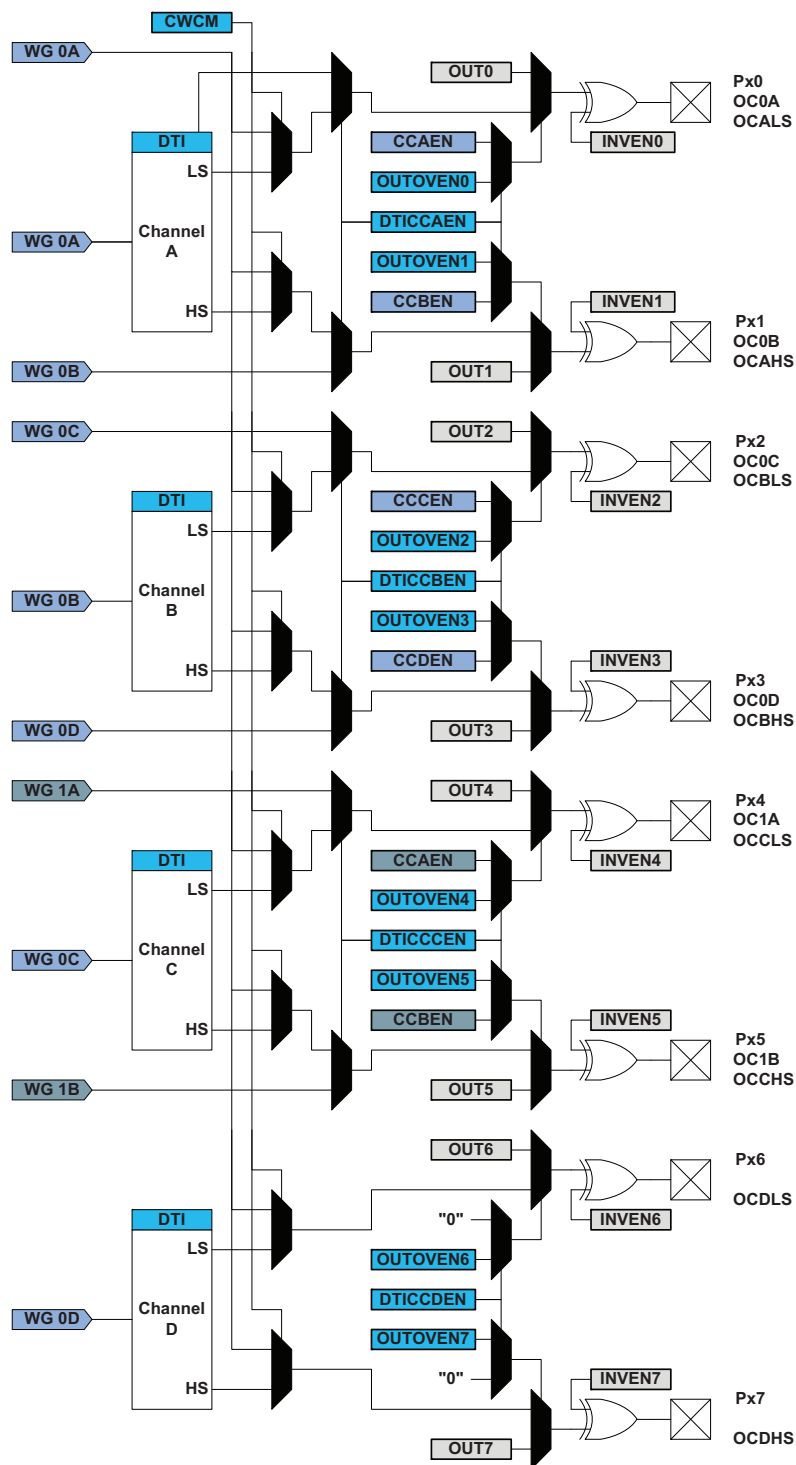 CWCM
WG 0A
OUT0
Px0
OC0A
OCALS
DTI
CCAEN
INVEN0
LS
OUTOVEN0
WG 0A
Channel
A
DTICCAEN
OUTOVEN1
HS
CCBEN
INVEN1
Px1
OC0B
OCAHS
WG 0B
OUT1
WG 0C
OUT2
Px2
OC0C
OCBLS
DTI
CCCEN
INVEN2
LS
OUTOVEN2
WG 0B
Channel
B
DTICCBEN
OUTOVEN3
HS
CCDEN
INVEN3
Px3
OC0D
OCBHS
WG 0D
OUT3
WG 1A
OUT4
Px4
OC1A
OCCLS
DTI
CCAEN
INVEN4
LS
OUTOVEN4
WG 0C
Channel
C
DTICCCEN
OUTOVEN5
HS
CCBEN
INVEN5
Px5
OC1B
OCCHS
WG 1B
OUT5
OUT6
Px6
OCDLS
DTI
"0"
INVEN6
LS
OUTOVEN6
WG 0D
Channel
D
DTICCDEN
OUTOVEN7
HS
"0"
INVEN7
Px7
OCDHS
OUT7